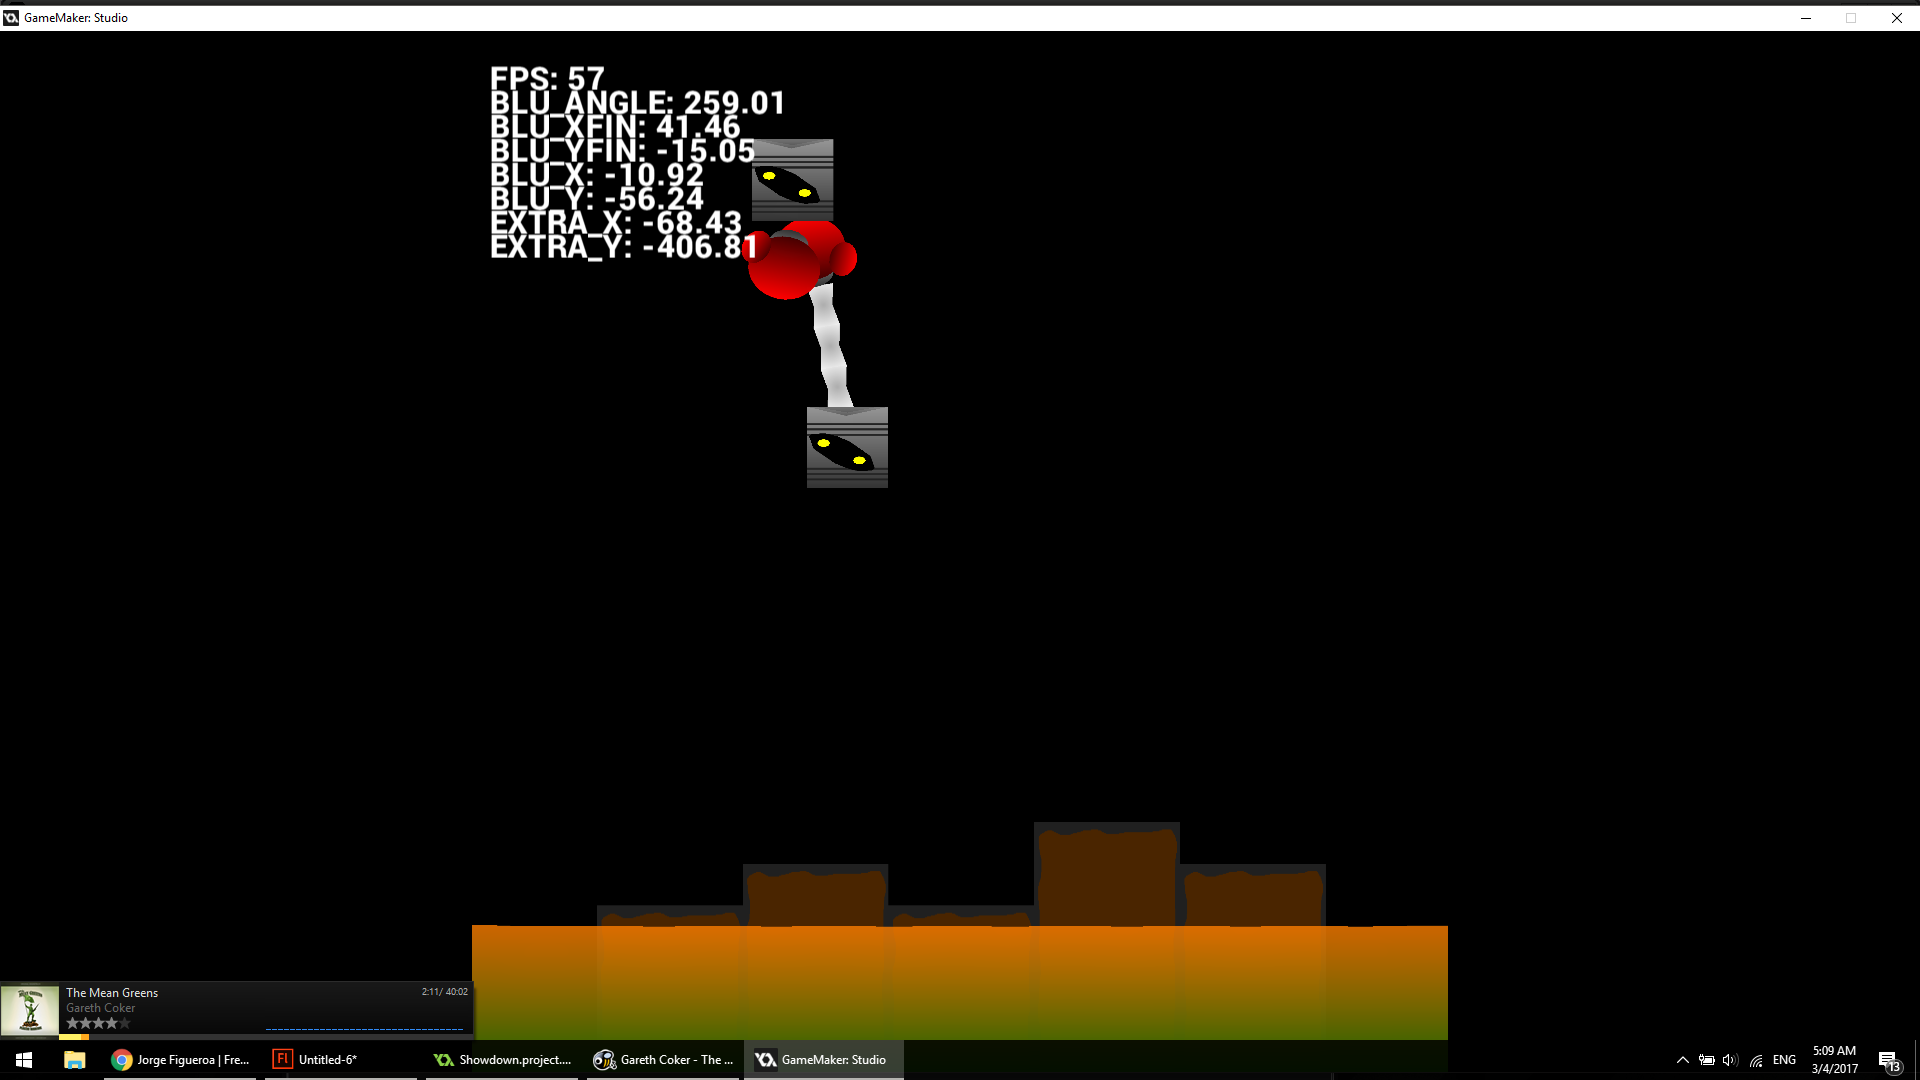 GameMaker: Studio
FPS: 57
BLU_ANGLE: 259.01
BLU_XFIN: 41.46
BLU_YFIN: -15.05
BLU_X: -10.92
BLU_Y: -56.24
EXTRA_X: -68.43
EXTRA_Y: -406.81
The Mean Greens
2:11/ 40:02
Gareth Coker
Jorge Figueroa | Fre...
Fl
Untitled-6*
Showdown.project....
Gareth Coker - The ...
GameMaker: Studio
ENG
5:09 AM
3/4/2017
13